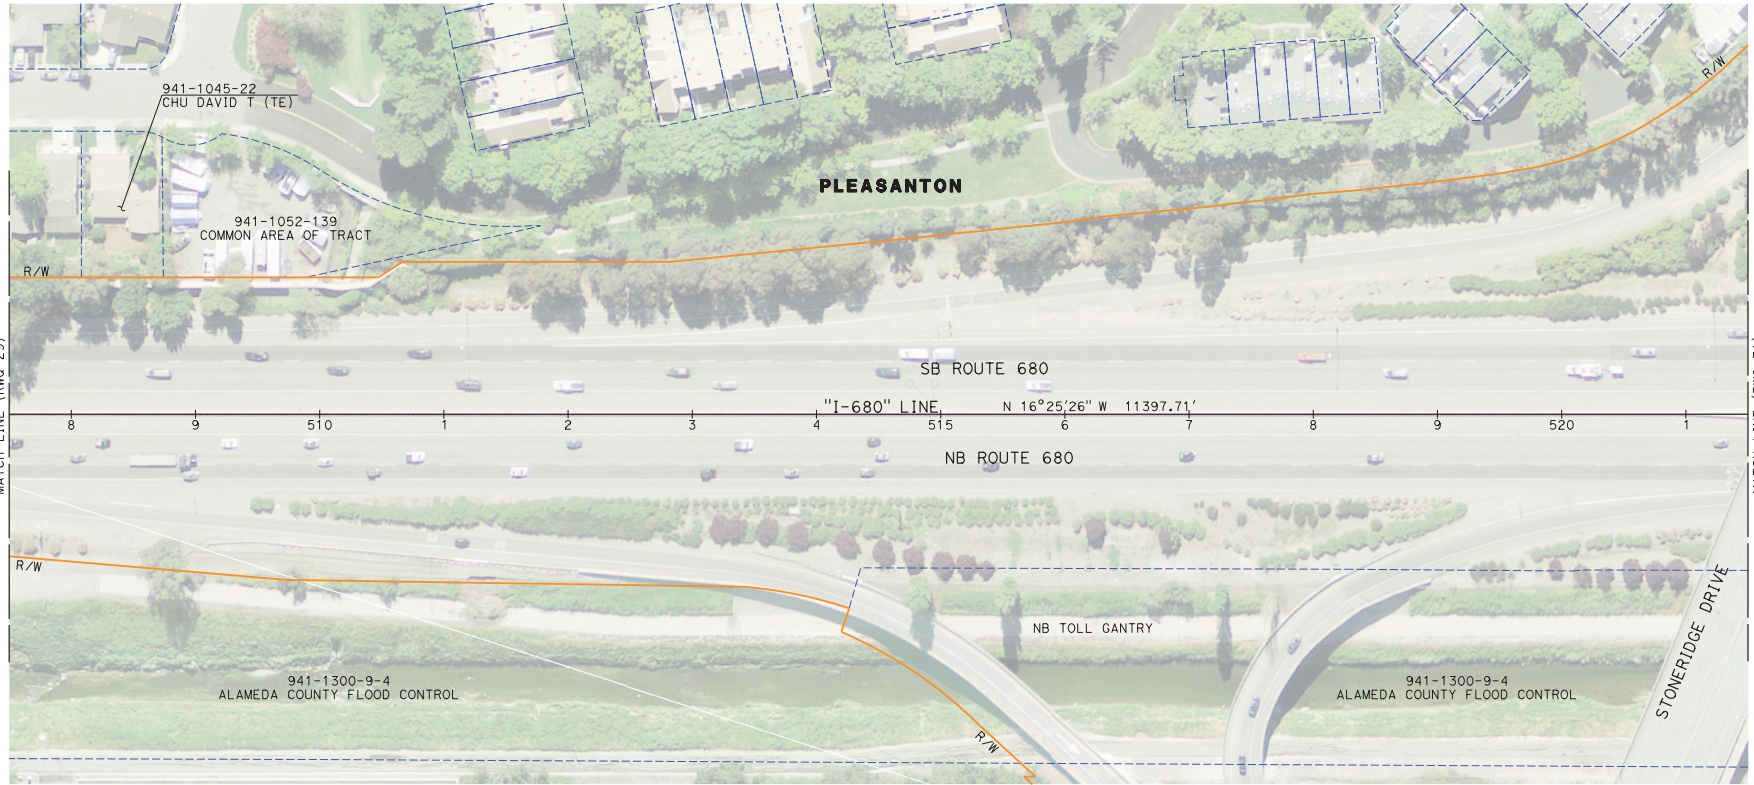 941-1045-22
CHU DAVID T (TE)
R/W
PLEASANTON
941-1052-139
COMMON AREA OF TRACT
R/W
SB ROUTE 680
"I-680" LINE N 16°25'26" W 11397.71'
8 9 510 1 2 3 4 515 6 7 8 9 520 1
NB ROUTE 680
R/W
NB TOLL GANTRY
941-1300-9-4
ALAMEDA COUNTY FLOOD CONTROL
941-1300-9-4
ALAMEDA COUNTY FLOOD CONTROL
STONERIDGE DRIVE
R/W